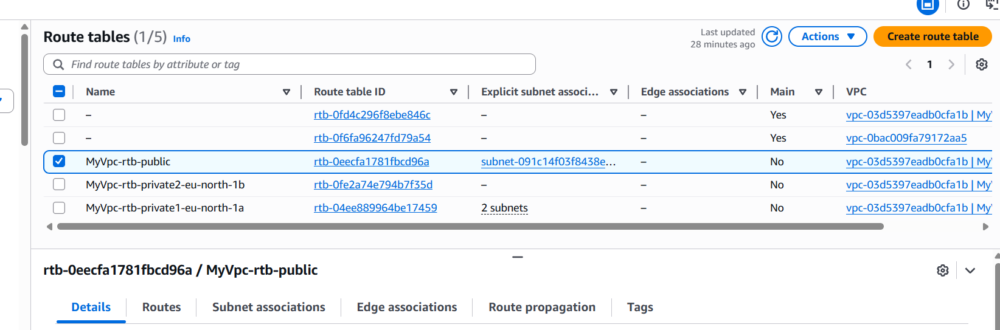 Route tables (1/5) Info
Last updated
28 minutes ago
Actions
Create route table
Find route tables by attribute or tag
1
Name Route table ID Explicit subnet associ... Edge associations Main VPC
– rtb-0fd4c296f8ebe846c – – Yes vpc-03d5397eadb0cfa1b | My
– rtb-0f6fa96247fd79a54 – – Yes vpc-0bac009fa79172aa5
MyVpc-rtb-public rtb-0eecfa1781fbcd96a subnet-091c14f03f8438e... – No vpc-03d5397eadb0cfa1b | My
MyVpc-rtb-private2-eu-north-1b rtb-0fe2a74e794b7f35d – – No vpc-03d5397eadb0cfa1b | My
MyVpc-rtb-private1-eu-north-1a rtb-04ee889964be17459 2 subnets – No vpc-03d5397eadb0cfa1b | My
rtb-0eecfa1781fbcd96a / MyVpc-rtb-public
Details Routes Subnet associations Edge associations Route propagation Tags